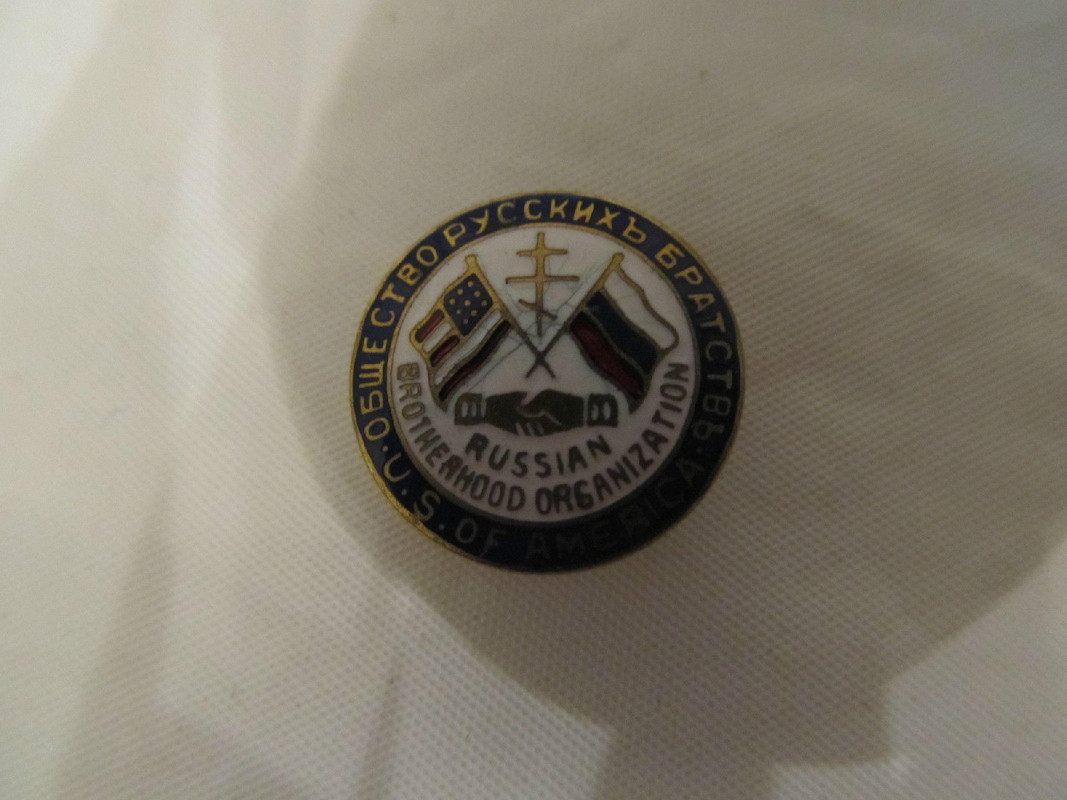 ОБЩЕСТВО РУССКИХЪ БРАТСТВЪ
· U.S. OF AMERICA ·
RUSSIAN
BROTHERHOOD ORGANIZATION